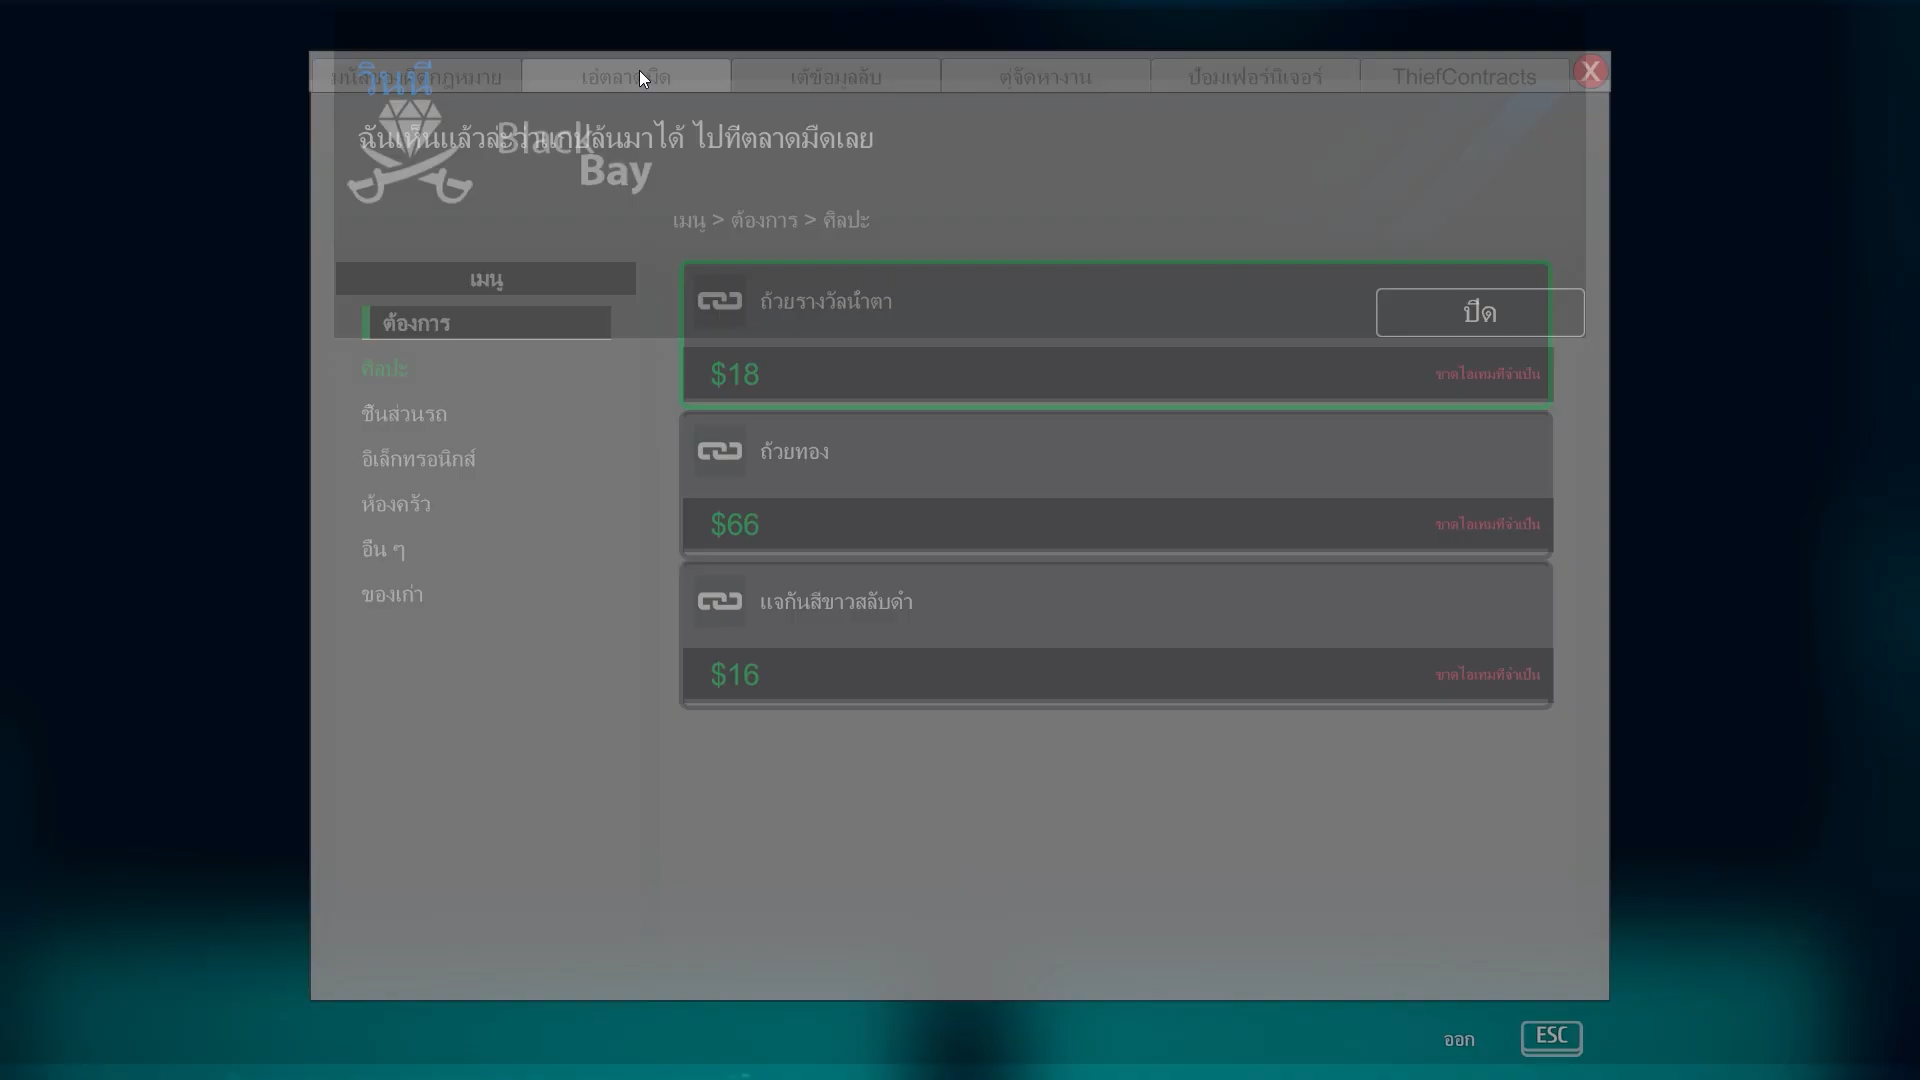 เอ๋ตลาดมืด
เต้ข้อมูลลับ
ตุ่จัดหางาน
ป้อมเฟอร์นิเจอร์
ThiefContracts
X
วินนี่
ฉันเห็นแล้วล่ะว่าแกปล้นมาได้ ไปที่ตลาดมืดเลย
Black
Bay
เมนู > ต้องการ > ศิลปะ
เมนู
ต้องการ
ศิลปะ
ชิ้นส่วนรถ
อิเล็กทรอนิกส์
ห้องครัว
อื่น ๆ
ของเก่า
ถ้วยรางวัลน้ำตา
ปิด
$18
ขาดไอเทมที่จำเป็น
ถ้วยทอง
$66
ขาดไอเทมที่จำเป็น
แจกันสีขาวสลับดำ
$16
ขาดไอเทมที่จำเป็น
ออก
ESC